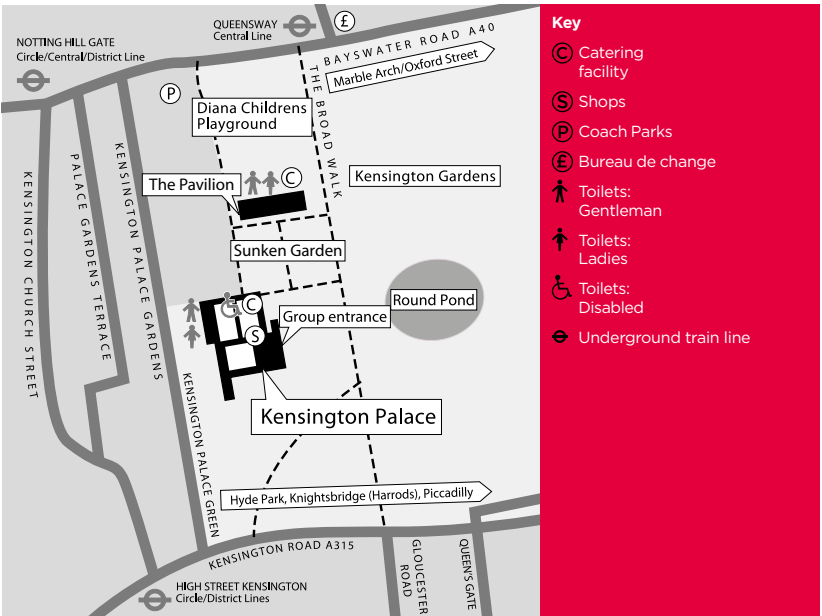 QUEENSWAY
Central Line
£
NOTTING HILL GATE
Circle/Central/District Line
BAYSWATER ROAD A40
Marble Arch/Oxford Street
P
Diana Childrens
Playground
THE BROAD WALK
KENSINGTON CHURCH STREET
PALACE GARDENS TERRACE
KENSINGTON PALACE GARDENS
C
The Pavilion
Kensington Gardens
Sunken Garden
C
Round Pond
Group entrance
S
Kensington Palace
KENSINGTON PALACE GREEN
Hyde Park, Knightsbridge (Harrods), Piccadilly
KENSINGTON ROAD A315
GLOUCESTER
ROAD
QUEEN'S GATE
HIGH STREET KENSINGTON
Circle/District Lines
Key
C Catering
facility
S Shops
P Coach Parks
£ Bureau de change
Toilets:
Gentleman
Toilets:
Ladies
Toilets:
Disabled
Underground train line